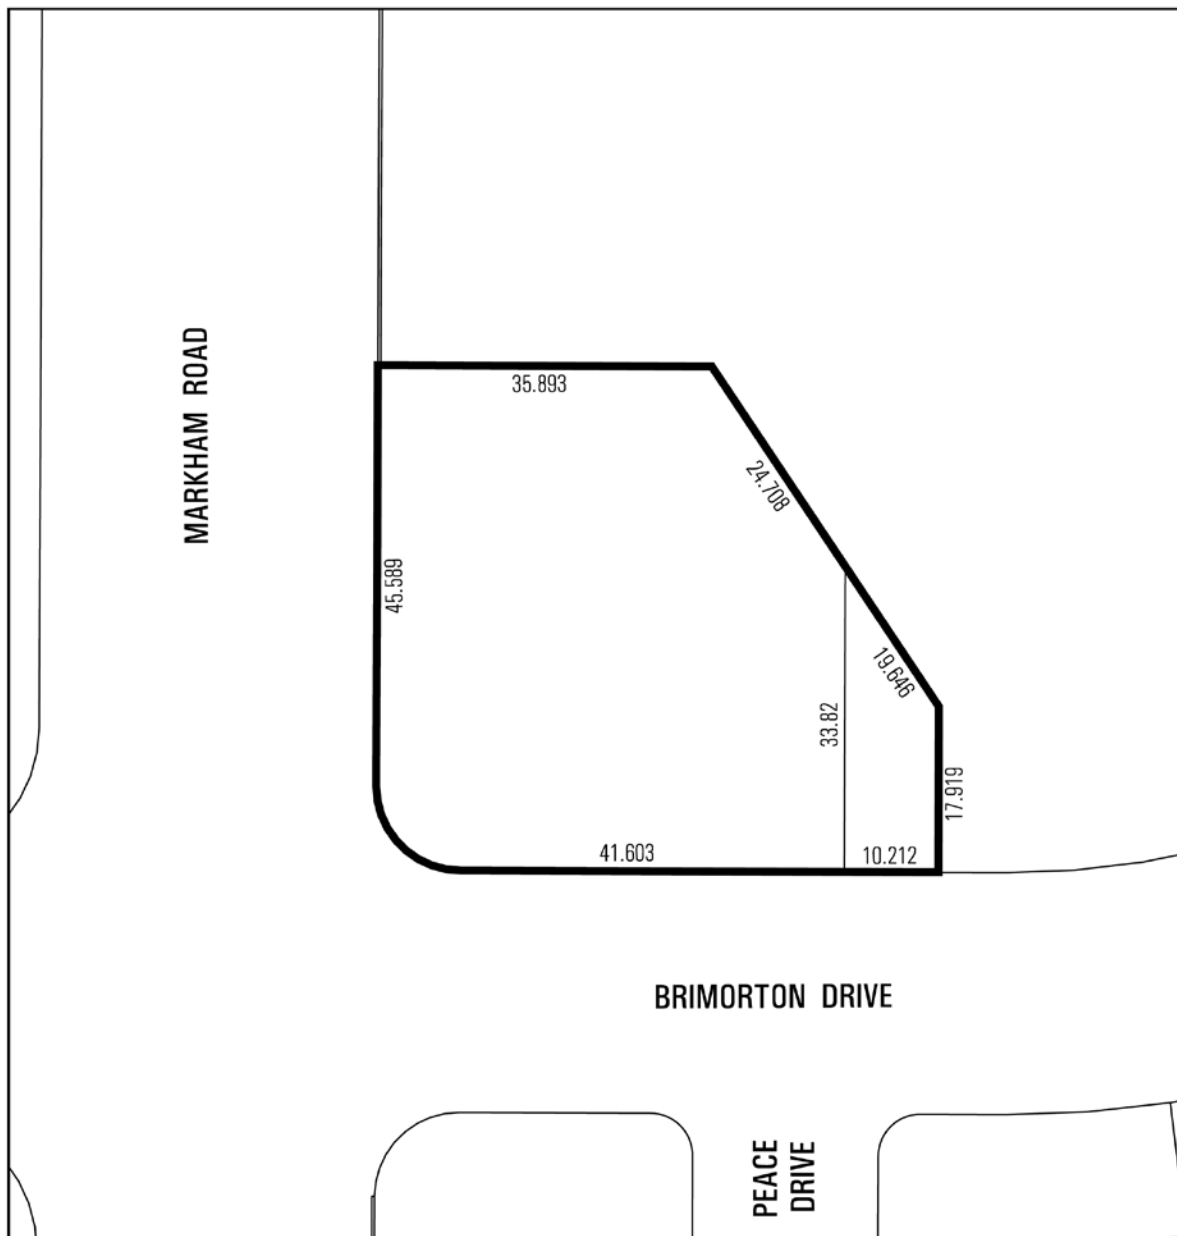 MARKHAM ROAD
35.893
24.708
45.589
19.646
33.82
17.919
41.603
10.212
BRIMORTON DRIVE
PEACE
DRIVE